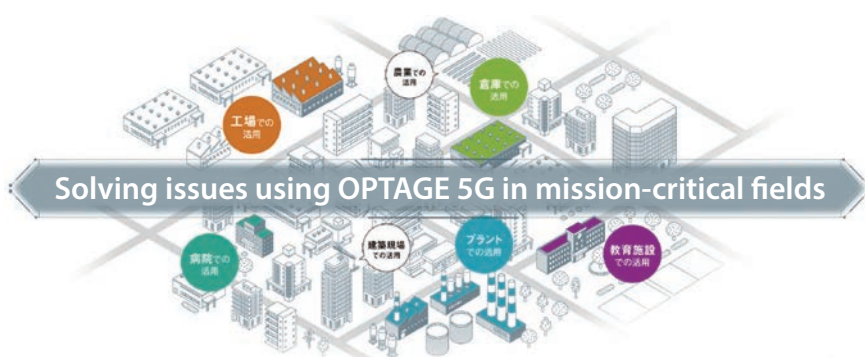 農業での
活用
倉庫での
活用
工場での
活用
Solving issues using OPTAGE 5G in mission-critical fields
病院での
活用
建築現場
での活用
プラント
での活用
教育施設
での活用